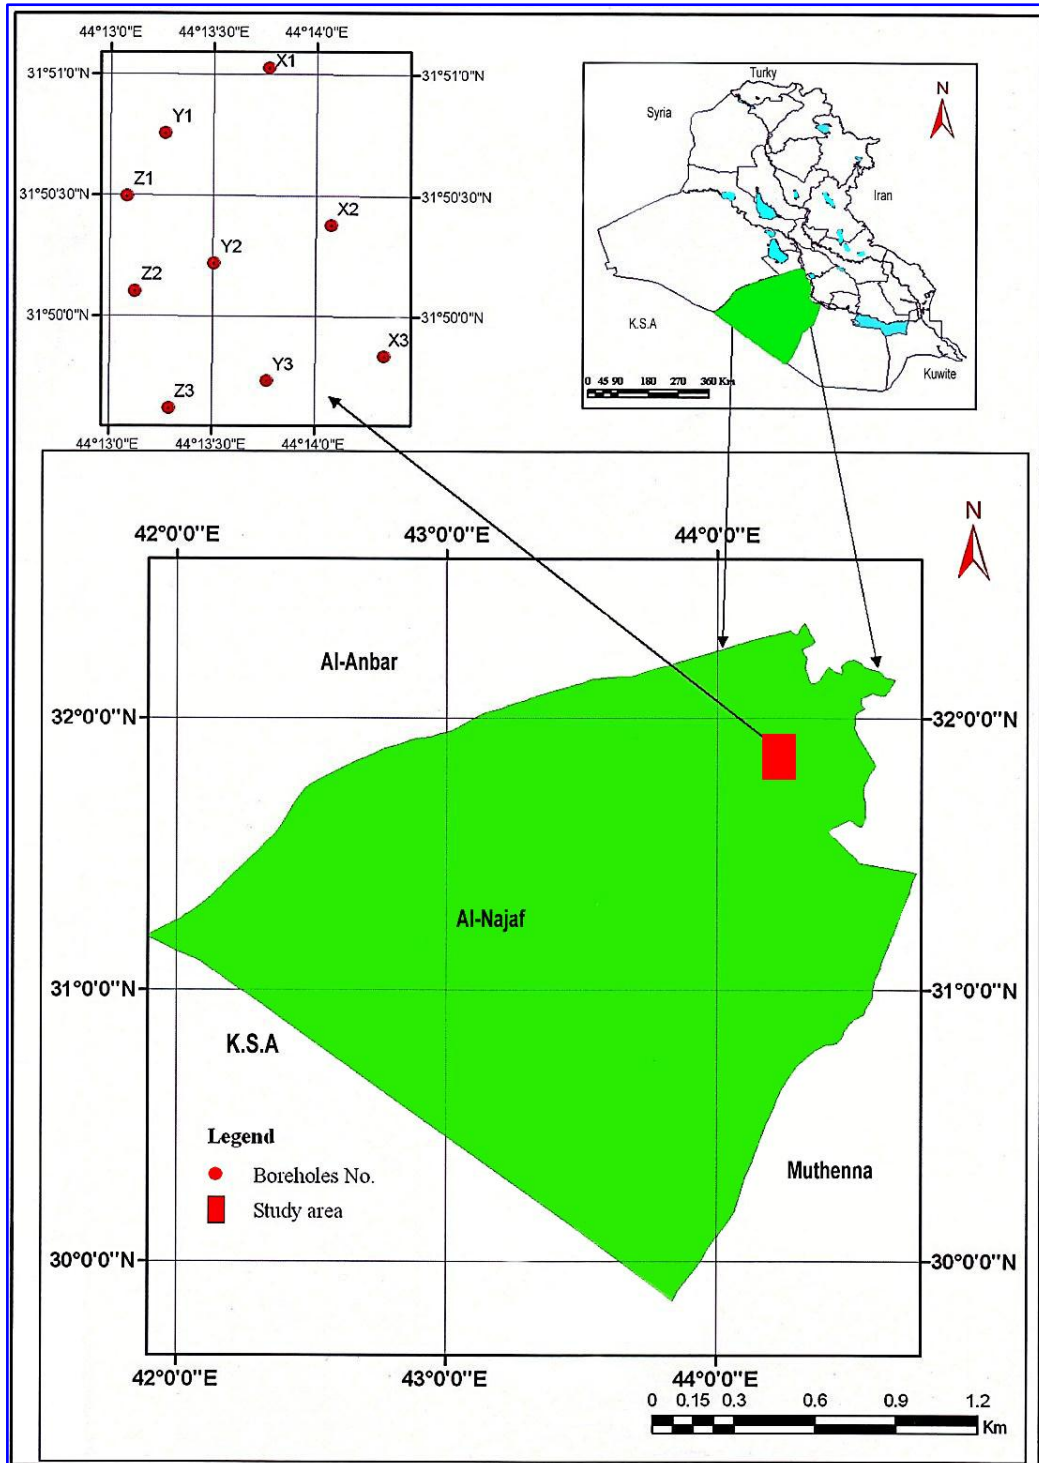 44°13'0"E 44°13'30"E 44°14'0"E
X1
31°51'0"N 31°51'0"N
Y1
Z1
31°50'30"N 31°50'30"N
X2
Y2
Z2
31°50'0"N 31°50'0"N
X3
Y3
Z3
44°13'0"E 44°13'30"E 44°14'0"E
Turky
N
Syria
Iran
K.S.A
Kuwite
0 45 90 180 270 360 Km
42°0'0"E 43°0'0"E 44°0'0"E
N
Al-Anbar
32°0'0"N 32°0'0"N
Al-Najaf
31°0'0"N 31°0'0"N
K.S.A
Legend
Boreholes No.
Study area
Muthenna
30°0'0"N 30°0'0"N
42°0'0"E 43°0'0"E 44°0'0"E
0 0.15 0.3 0.6 0.9 1.2
Km